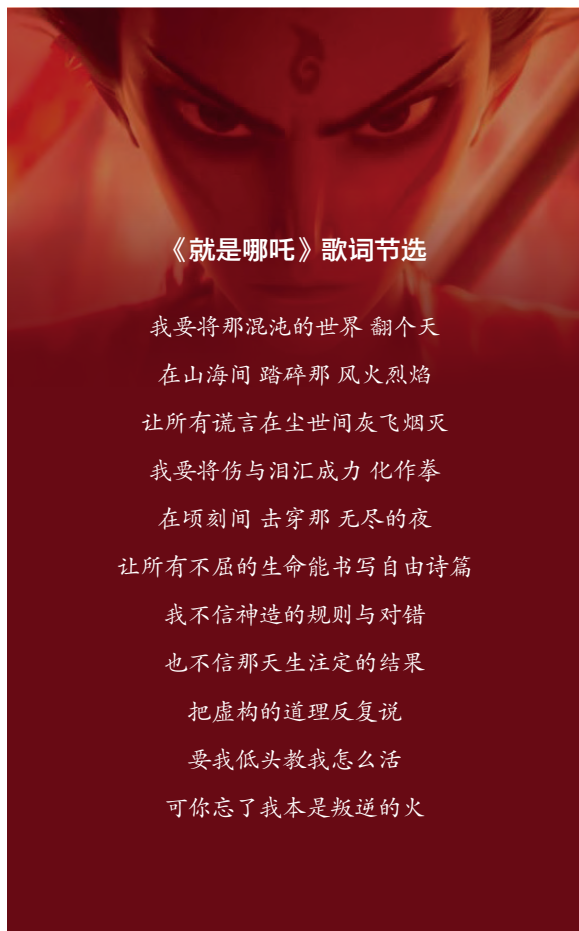 《就是哪吒》歌词节选
我要将那混沌的世界 翻个天
在山海间 踏碎那 风火烈焰
让所有谎言在尘世间灰飞烟灭
我要将伤与泪汇成力 化作拳
在顷刻间 击穿那 无尽的夜
让所有不屈的生命能书写自由诗篇
我不信神造的规则与对错
也不信那天生注定的结果
把虚构的道理反复说
要我低头教我怎么活
可你忘了我本是叛逆的火